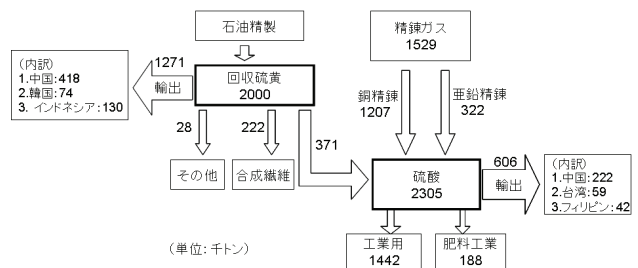 石油精製
精錬ガス
1529
(内訳)
1.中国:418
2.韓国:74
3. インドネシア:130
1271
輸出
回収硫黄
2000
銅精錬
1207
亜鉛精錬
322
28
222
371
その他
合成繊維
硫酸
2305
606
輸出
(内訳)
1.中国:222
2.台湾:59
3.フィリピン:42
(単位:千トン)
工業用
1442
肥料工業
188